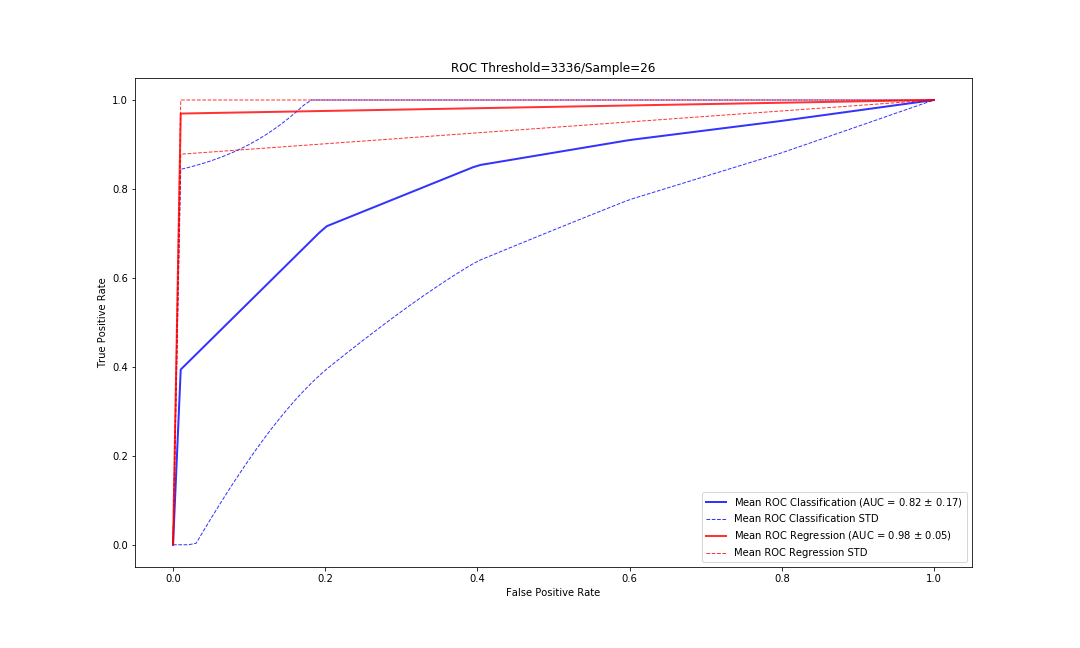 ROC Threshold=3336/Sample=26
1.0
0.8
0.6
0.4
0.2
0.0
True Positive Rate
0.0 0.2 0.4 0.6 0.8 1.0
False Positive Rate
Mean ROC Classification (AUC = 0.82 ± 0.17)
Mean ROC Classification STD
Mean ROC Regression (AUC = 0.98 ± 0.05)
Mean ROC Regression STD